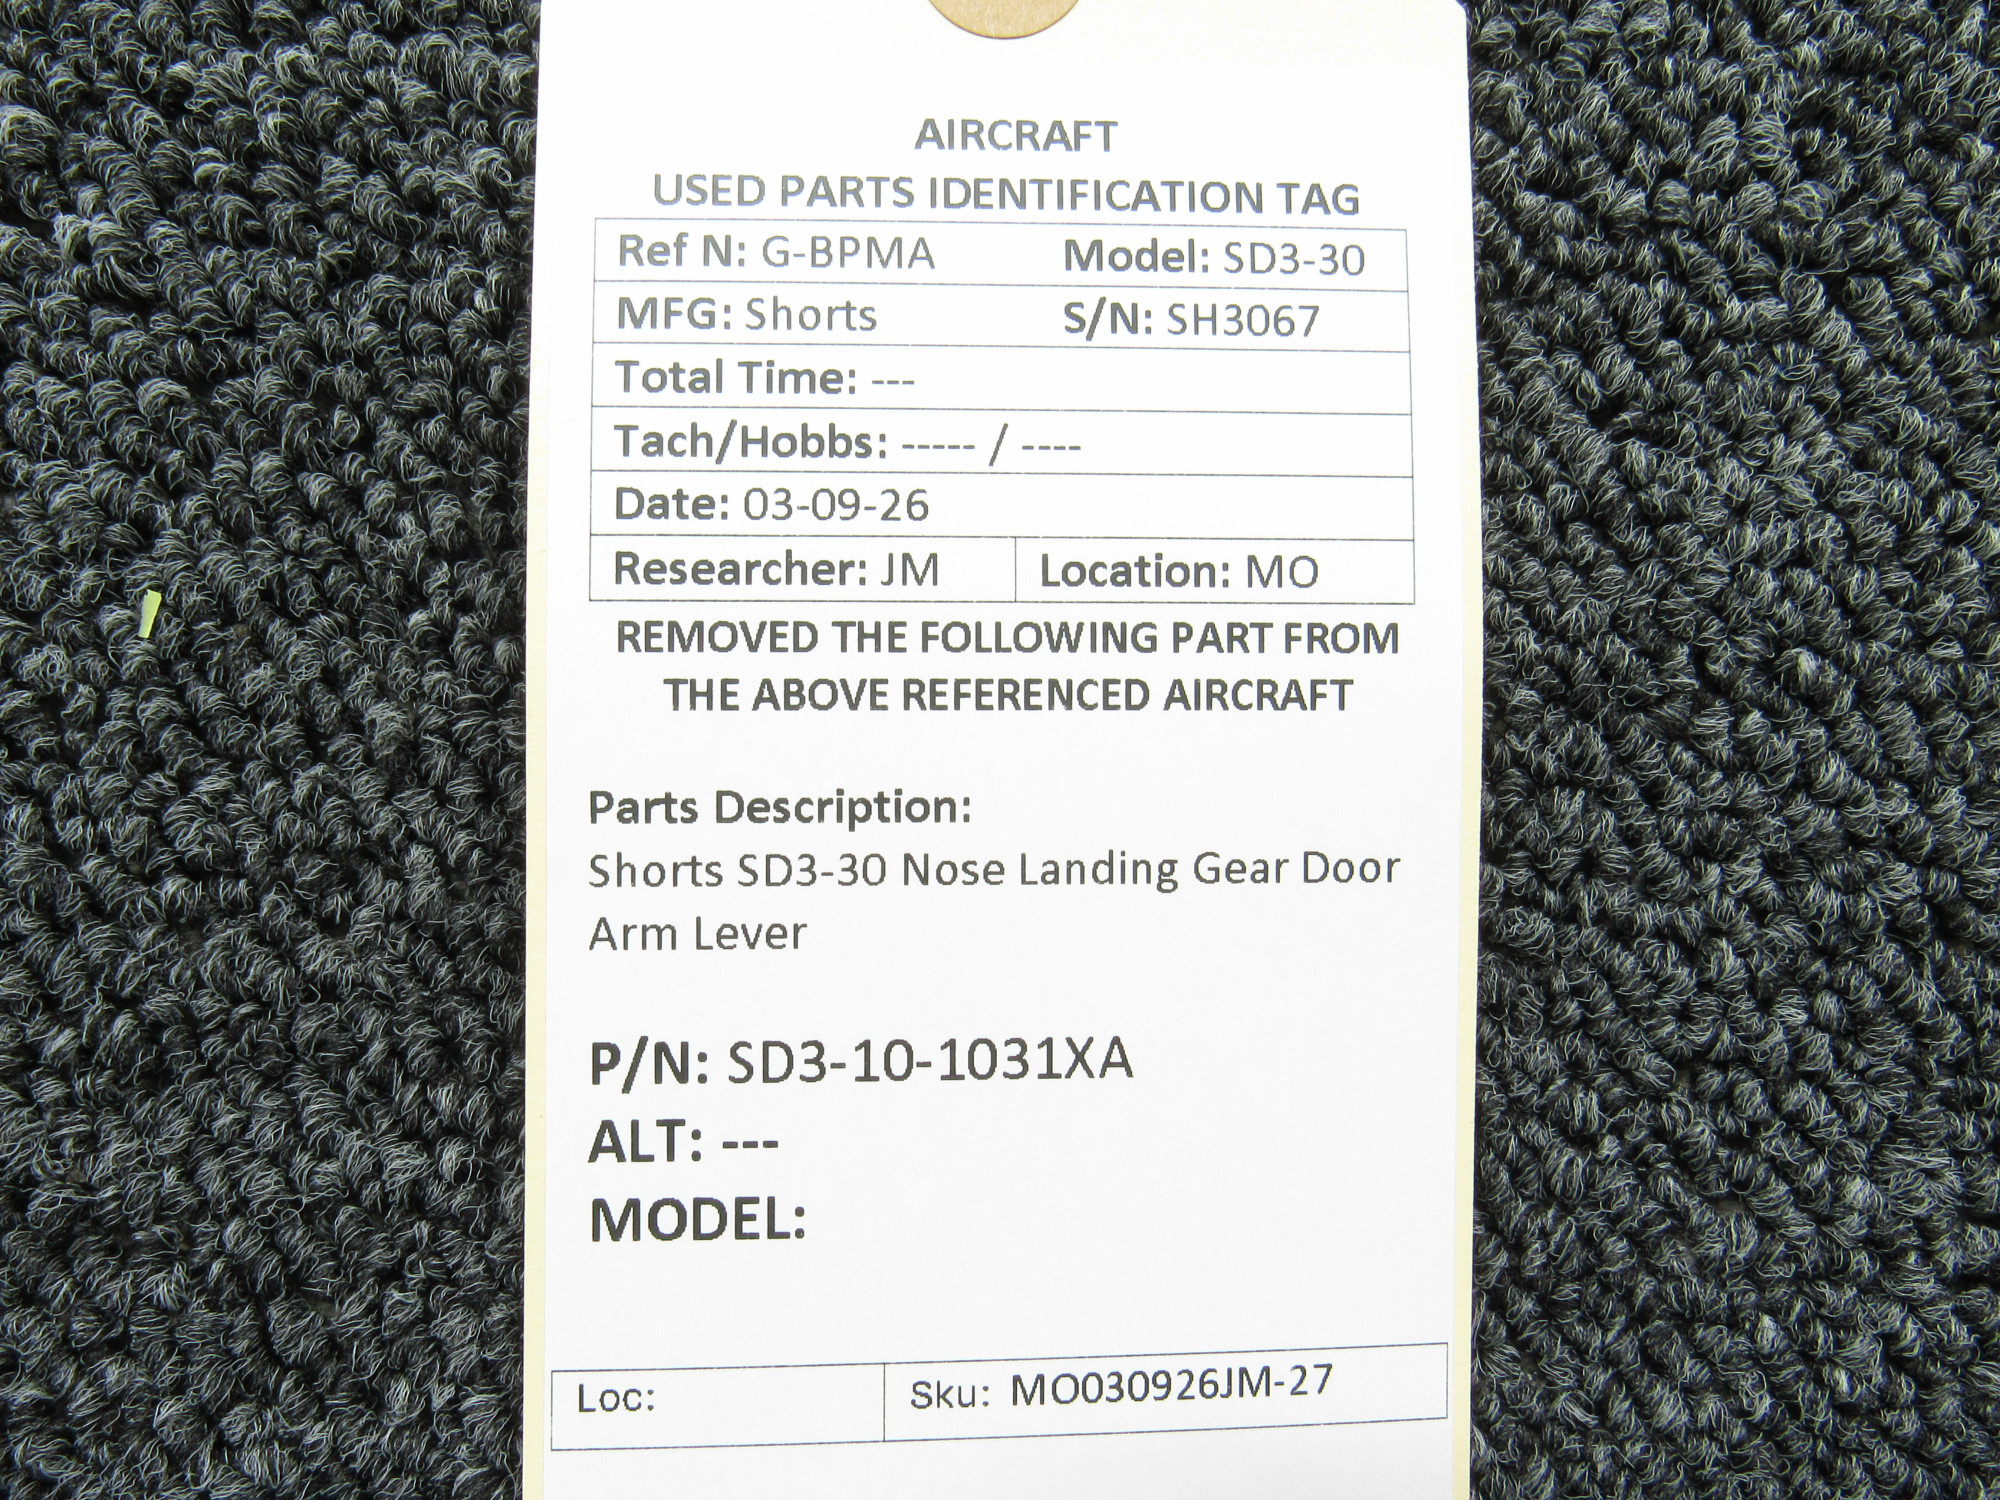 AIRCRAFT
USED PARTS IDENTIFICATION TAG
Ref N: G-BPMA Model: SD3-30
MFG: Shorts S/N: SH3067
Total Time: ---
Tach/Hobbs: ----- / ----
Date: 03-09-26
Researcher: JM Location: MO
REMOVED THE FOLLOWING PART FROM
THE ABOVE REFERENCED AIRCRAFT
Parts Description:
Shorts SD3-30 Nose Landing Gear Door
Arm Lever
P/N: SD3-10-1031XA
ALT: ---
MODEL:
Loc: Sku: MO030926JM-27